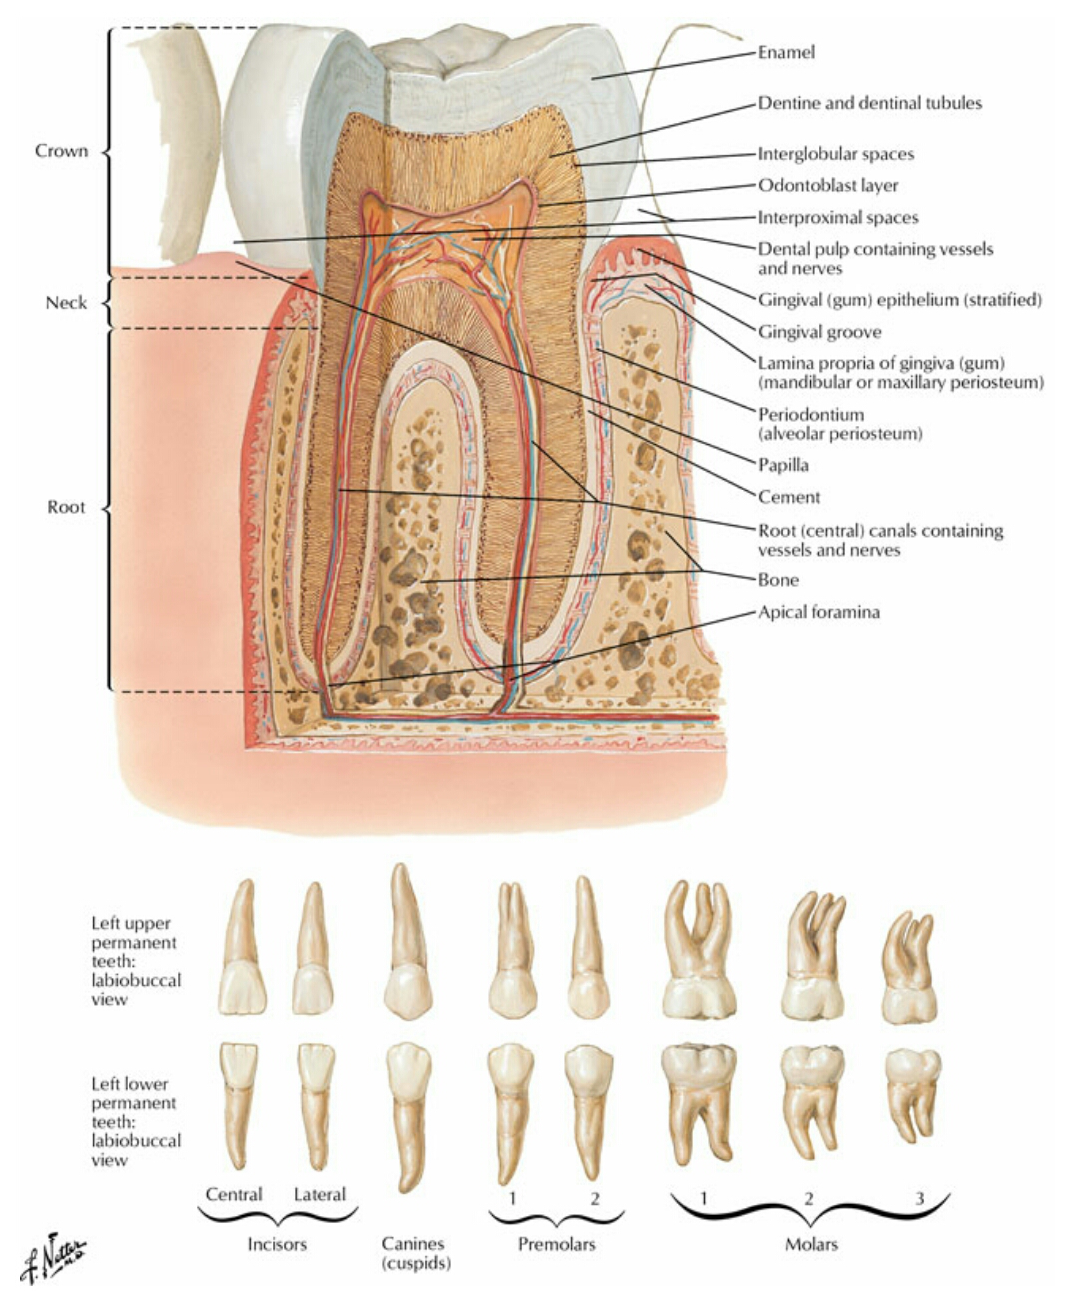 Enamel
Dentine and dentinal tubules
Crown
Interglobular spaces
Odontoblast layer
Interproximal spaces
Dental pulp containing vessels
and nerves
Neck
Gingival (gum) epithelium (stratified)
Gingival groove
Lamina propria of gingiva (gum)
(mandibular or maxillary periosteum)
Periodontium
(alveolar periosteum)
Papilla
Cement
Root
Root (central) canals containing
vessels and nerves
Bone
Apical foramina
Left upper
permanent
teeth:
labiobuccal
view
Left lower
permanent
teeth:
labiobuccal
view
Central Lateral 1 2 1 2 3
Incisors Canines Premolars Molars
(cuspids)
F. Netter
M.D.